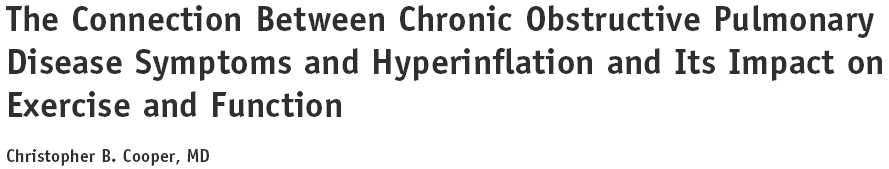 The Connection Between Chronic Obstructive Pulmonary
Disease Symptoms and Hyperinflation and Its Impact on
Exercise and Function
Christopher B. Cooper, MD